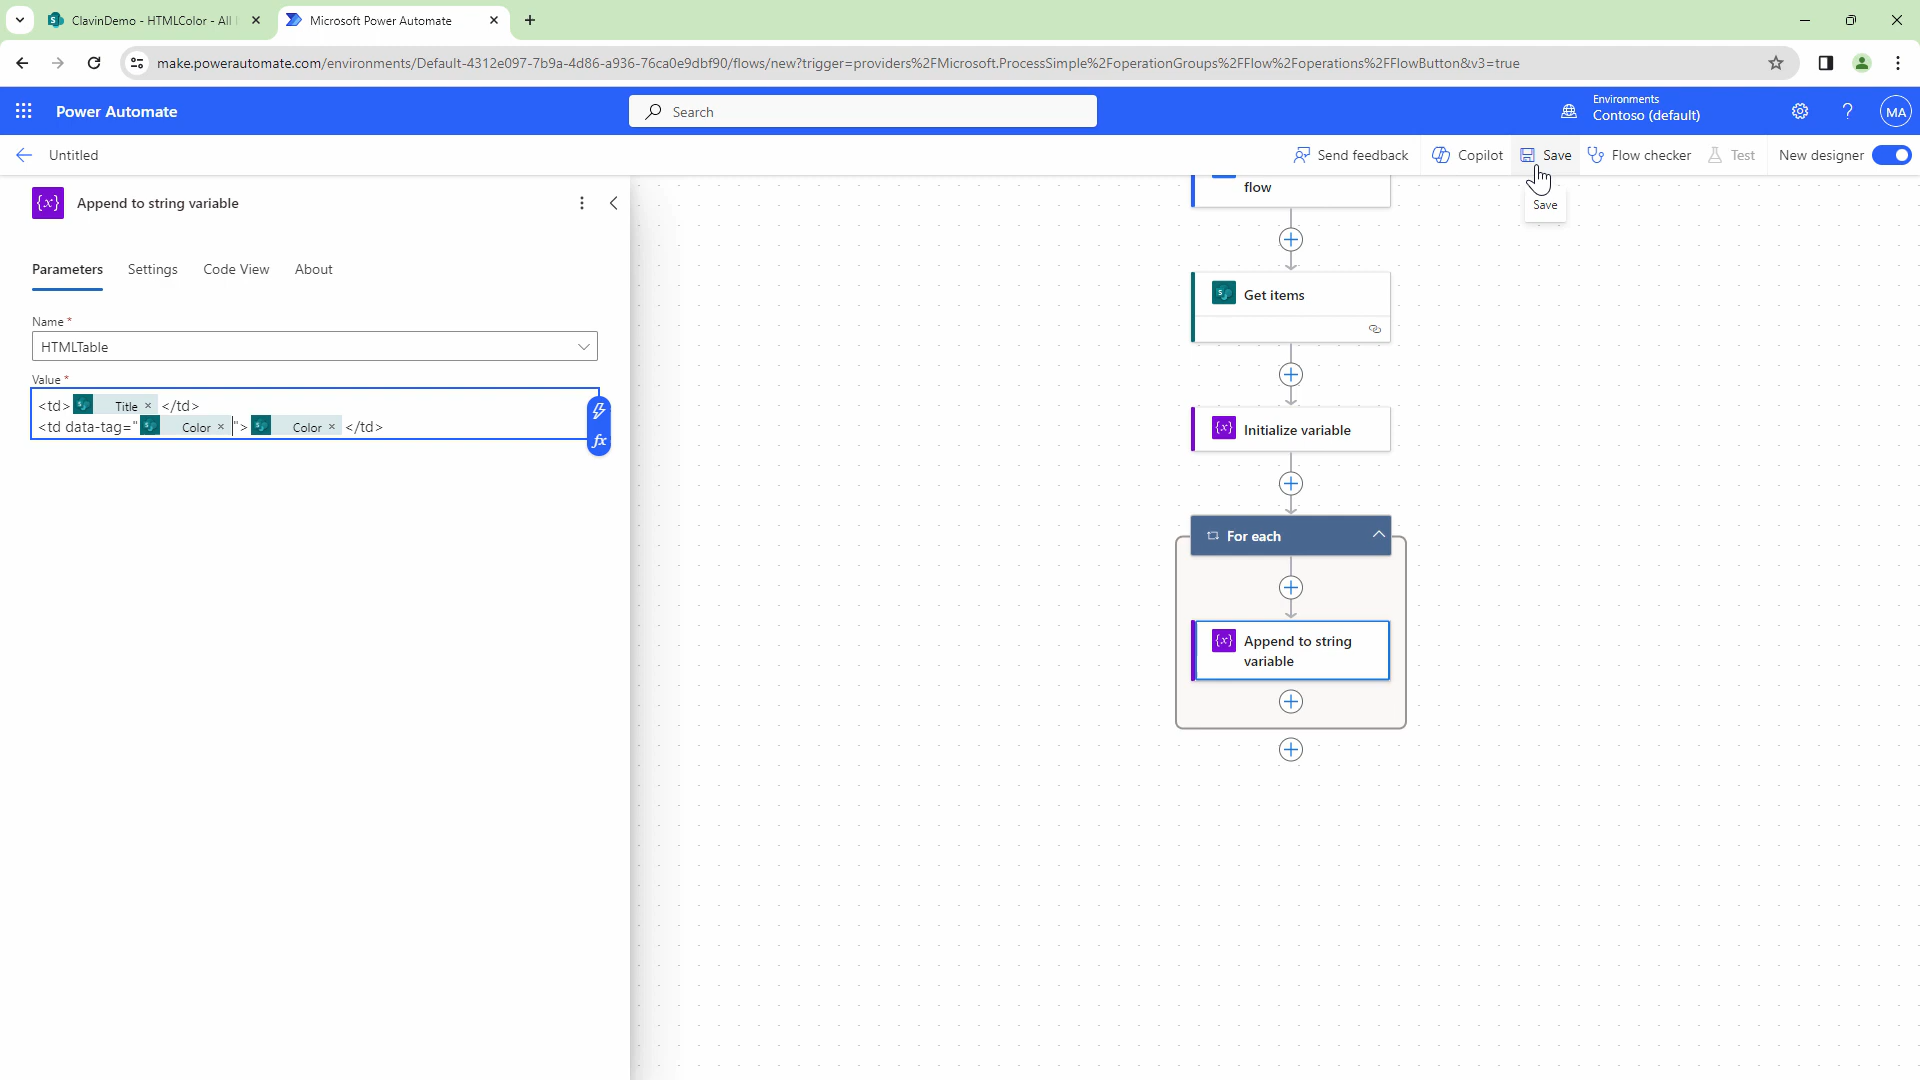 ClavinDemo - HTMLColor - All
Microsoft Power Automate
make.powerautomate.com/environments/Default-4312e097-7b9a-4d86-a936-76ca0e9dbf90/flows/new?trigger=providers%2FMicrosoft.ProcessSimple%2FoperationGroups%2FFlow%2Foperations%2FFlowButton&v3=true
Power Automate
Search
Environments
Contoso (default)
MA
Untitled
Send feedback
Copilot
Save
Flow checker
Test
New designer
Save
{x} Append to string variable
Parameters
Settings
Code View
About
Name *
HTMLTable
Value *
<td> Title × </td>
<td data-tag=" Color × "> Color × </td>
fx
flow
Get items
{x} Initialize variable
For each
{x} Append to string
variable